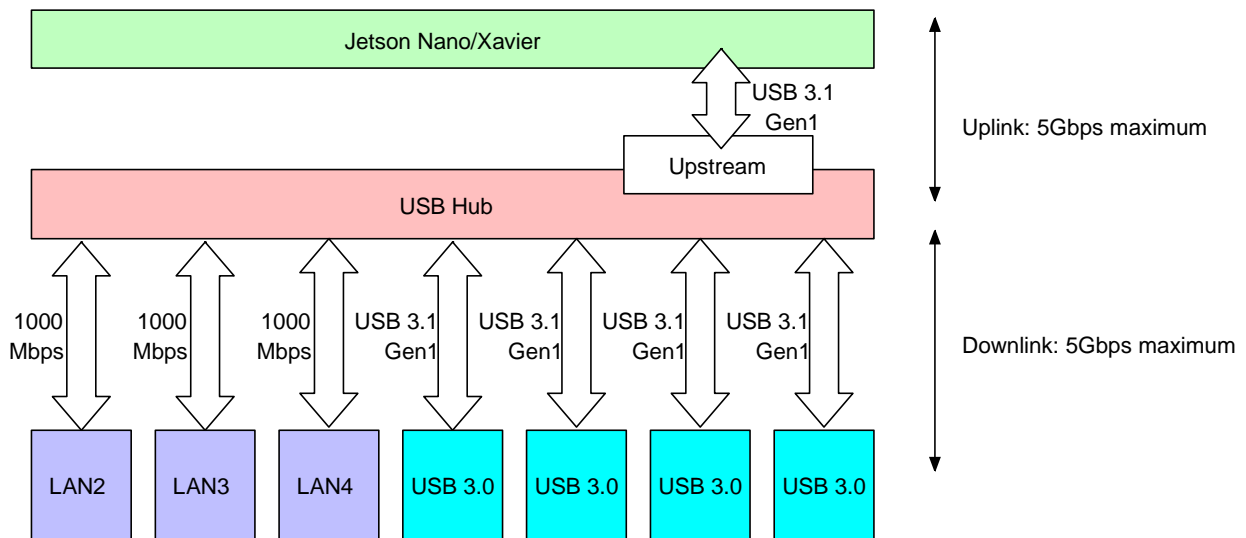 Jetson Nano/Xavier
USB 3.1
Gen1
Uplink: 5Gbps maximum
Upstream
USB Hub
1000
Mbps
1000
Mbps
1000
Mbps
USB 3.1
Gen1
USB 3.1
Gen1
USB 3.1
Gen1
USB 3.1
Gen1
Downlink: 5Gbps maximum
LAN2
LAN3
LAN4
USB 3.0
USB 3.0
USB 3.0
USB 3.0